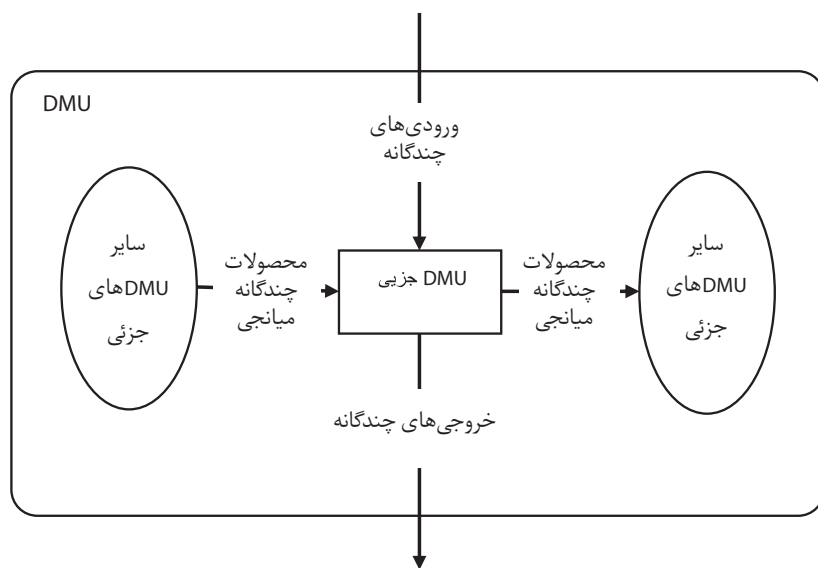 DMU
ورودی‌های
چندگانه
سایر
DMUهای
جزئی
محصولات
چندگانه
میانجی
DMU جزیی
محصولات
چندگانه
میانجی
سایر
DMUهای
جزئی
خروجی‌های چندگانه